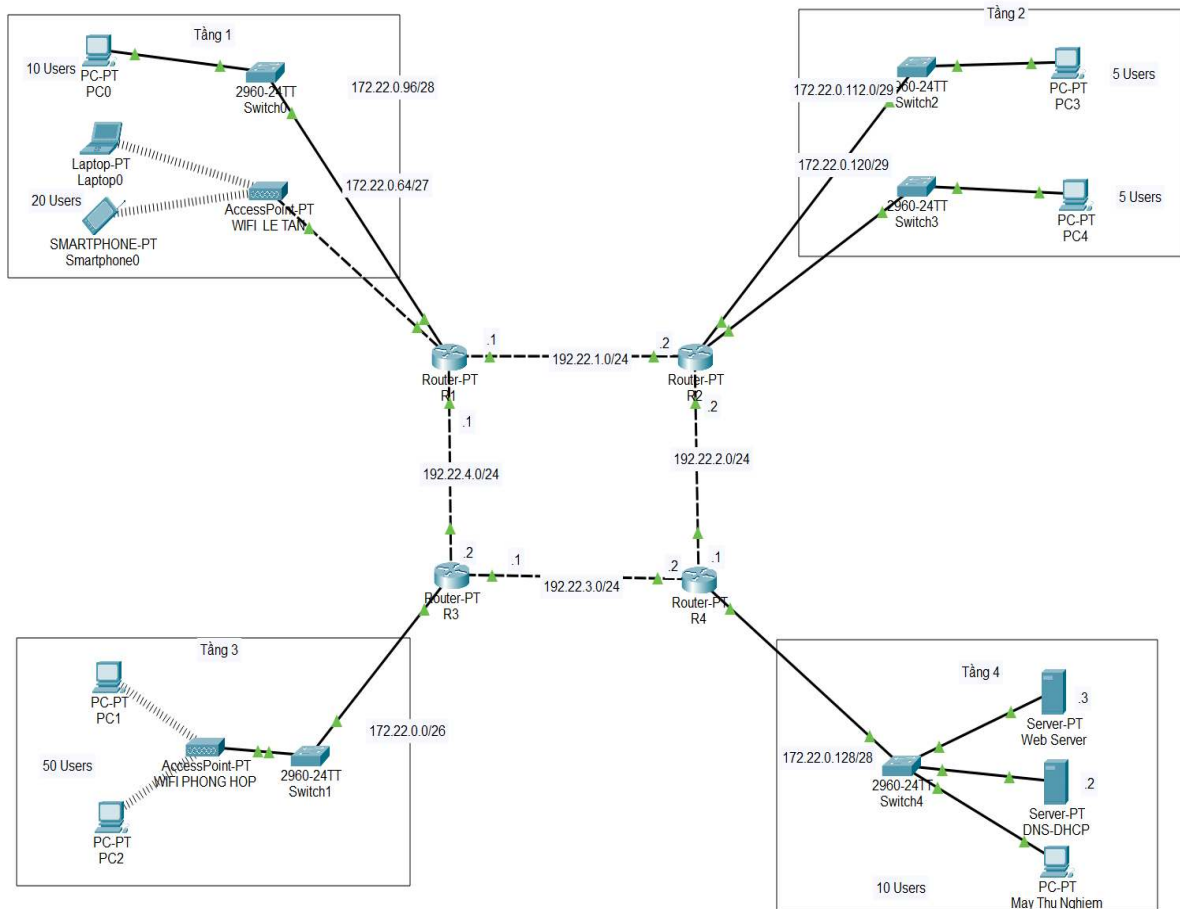 Tầng 1
10 Users
PC-PT
PC0
2960-24TT
Switch0
172.22.0.96/28
Laptop-PT
Laptop0
20 Users
SMARTPHONE-PT
Smartphone0
AccessPoint-PT
WIFI LE TAN
172.22.0.64/27
Tầng 2
172.22.0.112.0/29
2960-24TT
Switch2
PC-PT
PC3
5 Users
172.22.0.120/29
2960-24TT
Switch3
PC-PT
PC4
5 Users
.1
192.22.1.0/24
.2
Router-PT
R1
Router-PT
R2
.1
.2
192.22.4.0/24
192.22.2.0/24
.2
.1
192.22.3.0/24
.2
.1
Router-PT
R3
Router-PT
R4
Tầng 3
PC-PT
PC1
50 Users
AccessPoint-PT
WIFI PHONG HOP
2960-24TT
Switch1
172.22.0.0/26
PC-PT
PC2
Tầng 4
.3
Server-PT
Web Server
172.22.0.128/28
2960-24TT
Switch4
.2
Server-PT
DNS-DHCP
10 Users
PC-PT
May Thu Nghiem